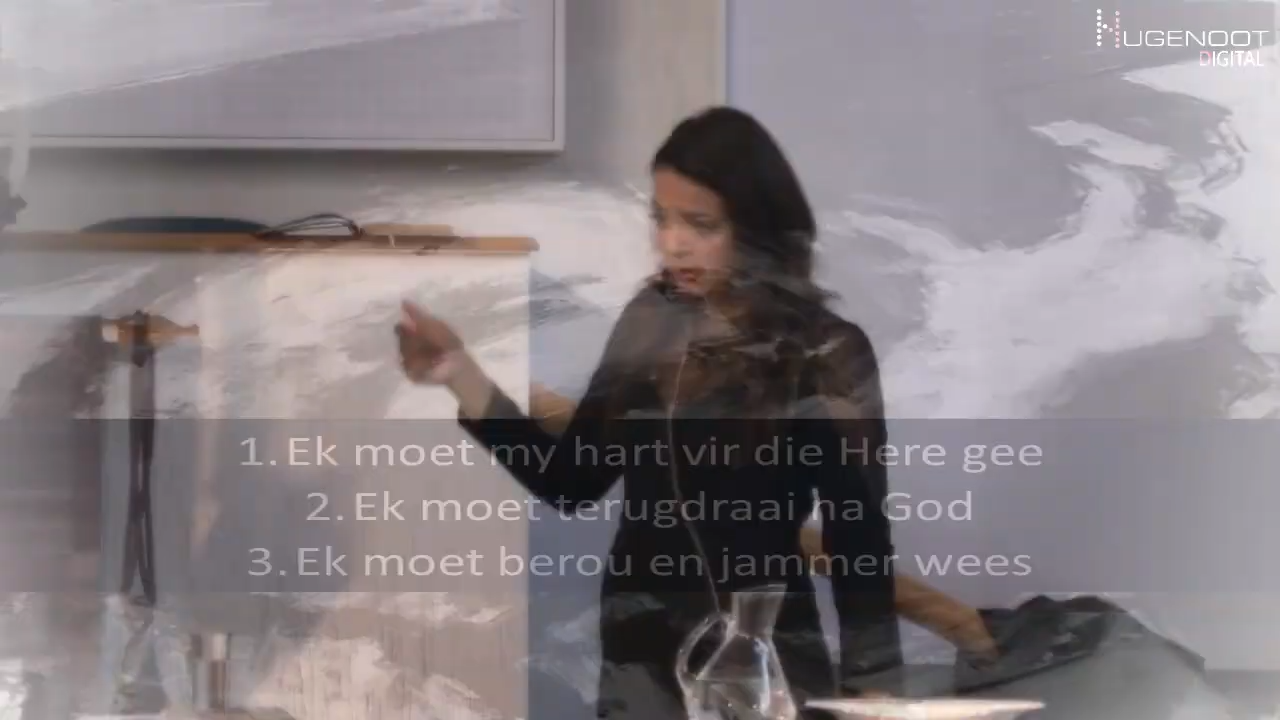 HUGENOOT
DIGITAL
1. Ek moet my hart vir die Here gee
2. Ek moet terugdraai na God
3. Ek moet berou en jammer wees